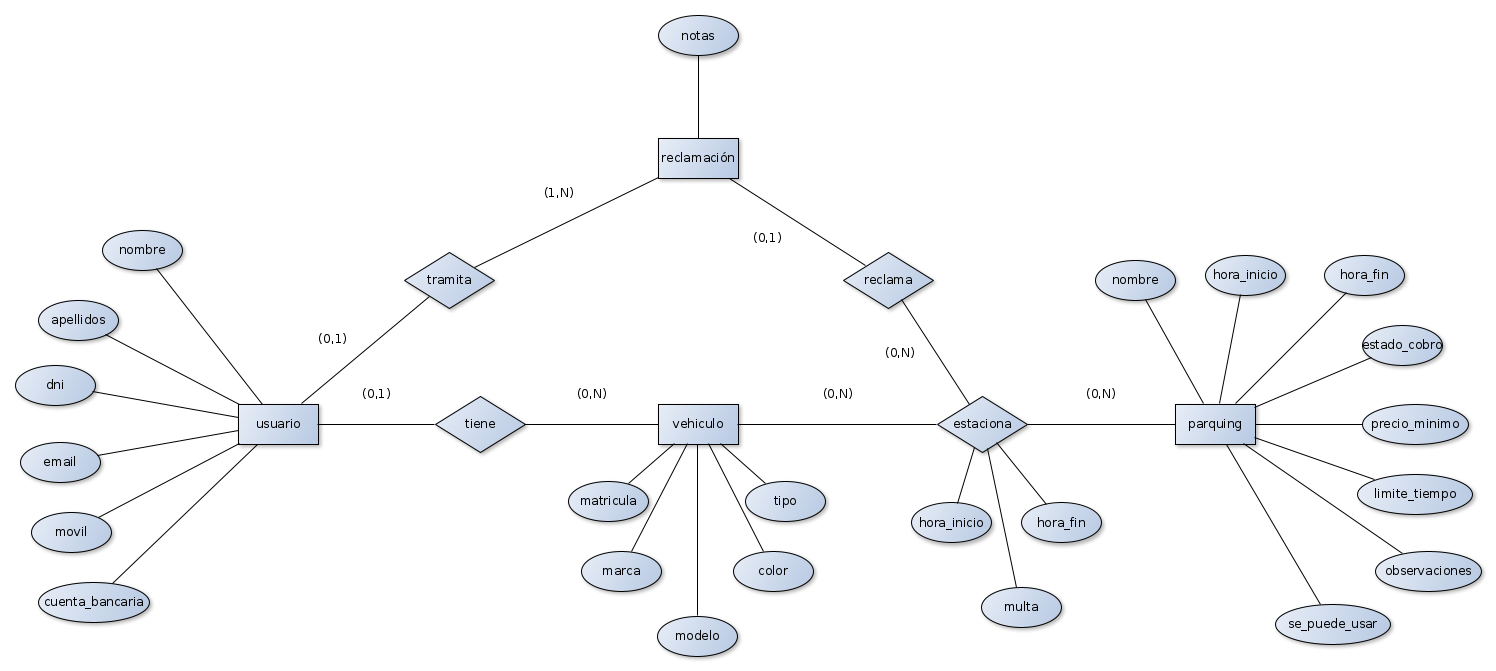 notas
reclamación
(1,N)
(0,1)
nombre
tramita
reclama
nombre
hora_inicio
hora_fin
apellidos
(0,1)
(0,N)
estado_cobro
dni
(0,1)
(0,N)
(0,N)
(0,N)
usuario
tiene
vehiculo
estaciona
parquing
precio_minimo
email
matricula
tipo
limite_tiempo
movil
hora_inicio
hora_fin
marca
color
observaciones
cuenta_bancaria
multa
se_puede_usar
modelo